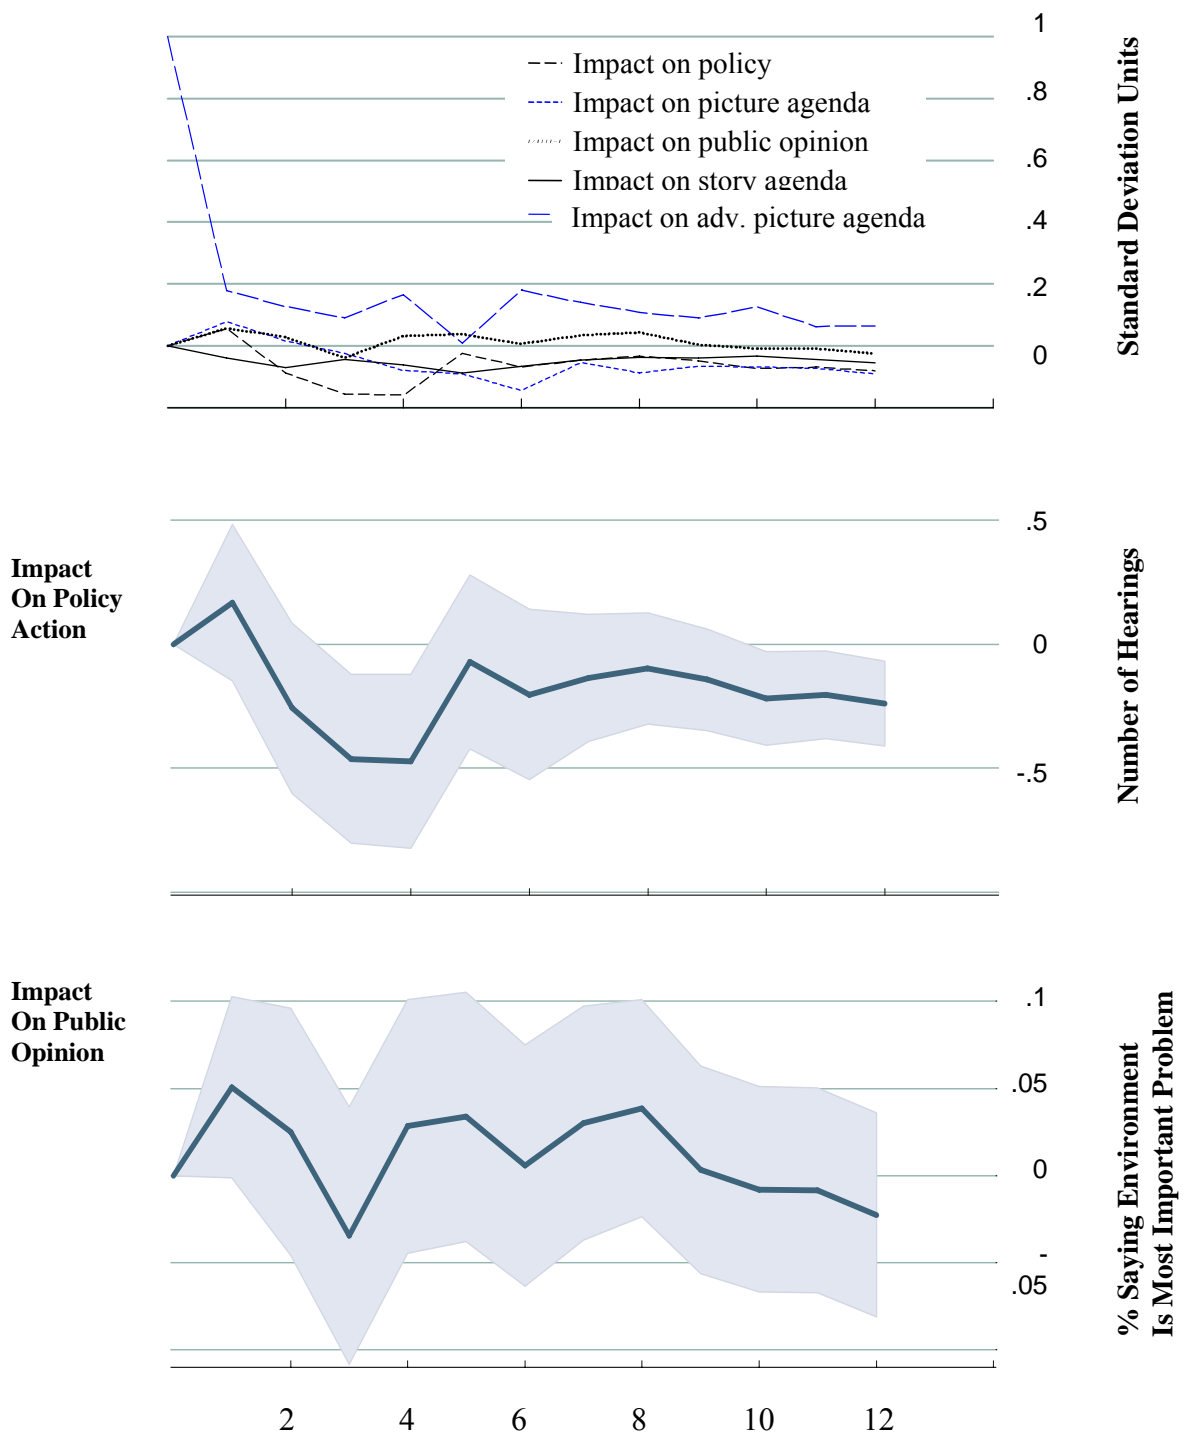 1
Impact on policy
.8
Impact on picture agenda
Impact on public opinion
.6
Impact on story agenda
.4
Impact on adv. picture agenda
.2
0
Standard Deviation Units
.5
Impact
On Policy
Action
0
-.5
Number of Hearings
Impact
On Public
Opinion
.1
.05
0
-
.05
% Saying Environment
Is Most Important Problem
2 4 6 8 10 12